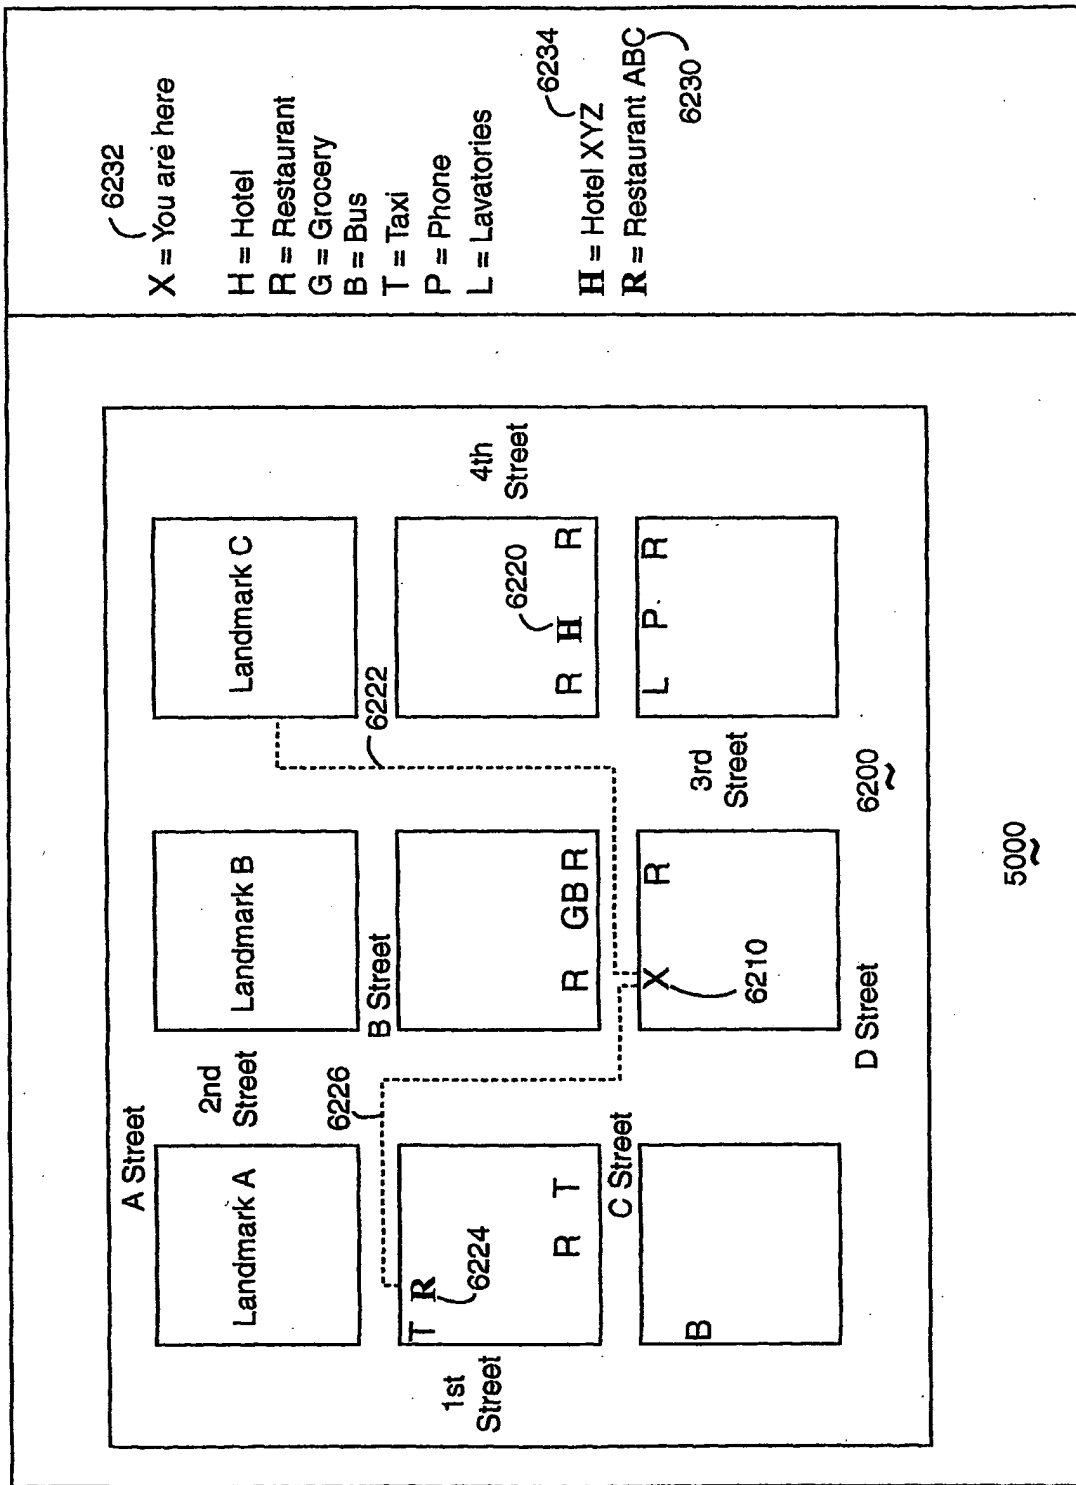 A Street
Landmark A
2nd
Street
Landmark B
Landmark C
6226
B Street
6222
T R
6224
1st
Street
4th
Street
6220
R T
R GB R
R H R
C Street
X R
L P R
B
3rd
Street
6210
D Street
6200
6232
X = You are here
H = Hotel
R = Restaurant
G = Grocery
B = Bus
T = Taxi
P = Phone
L = Lavatories
6234
H = Hotel XYZ
R = Restaurant ABC
6230
5000